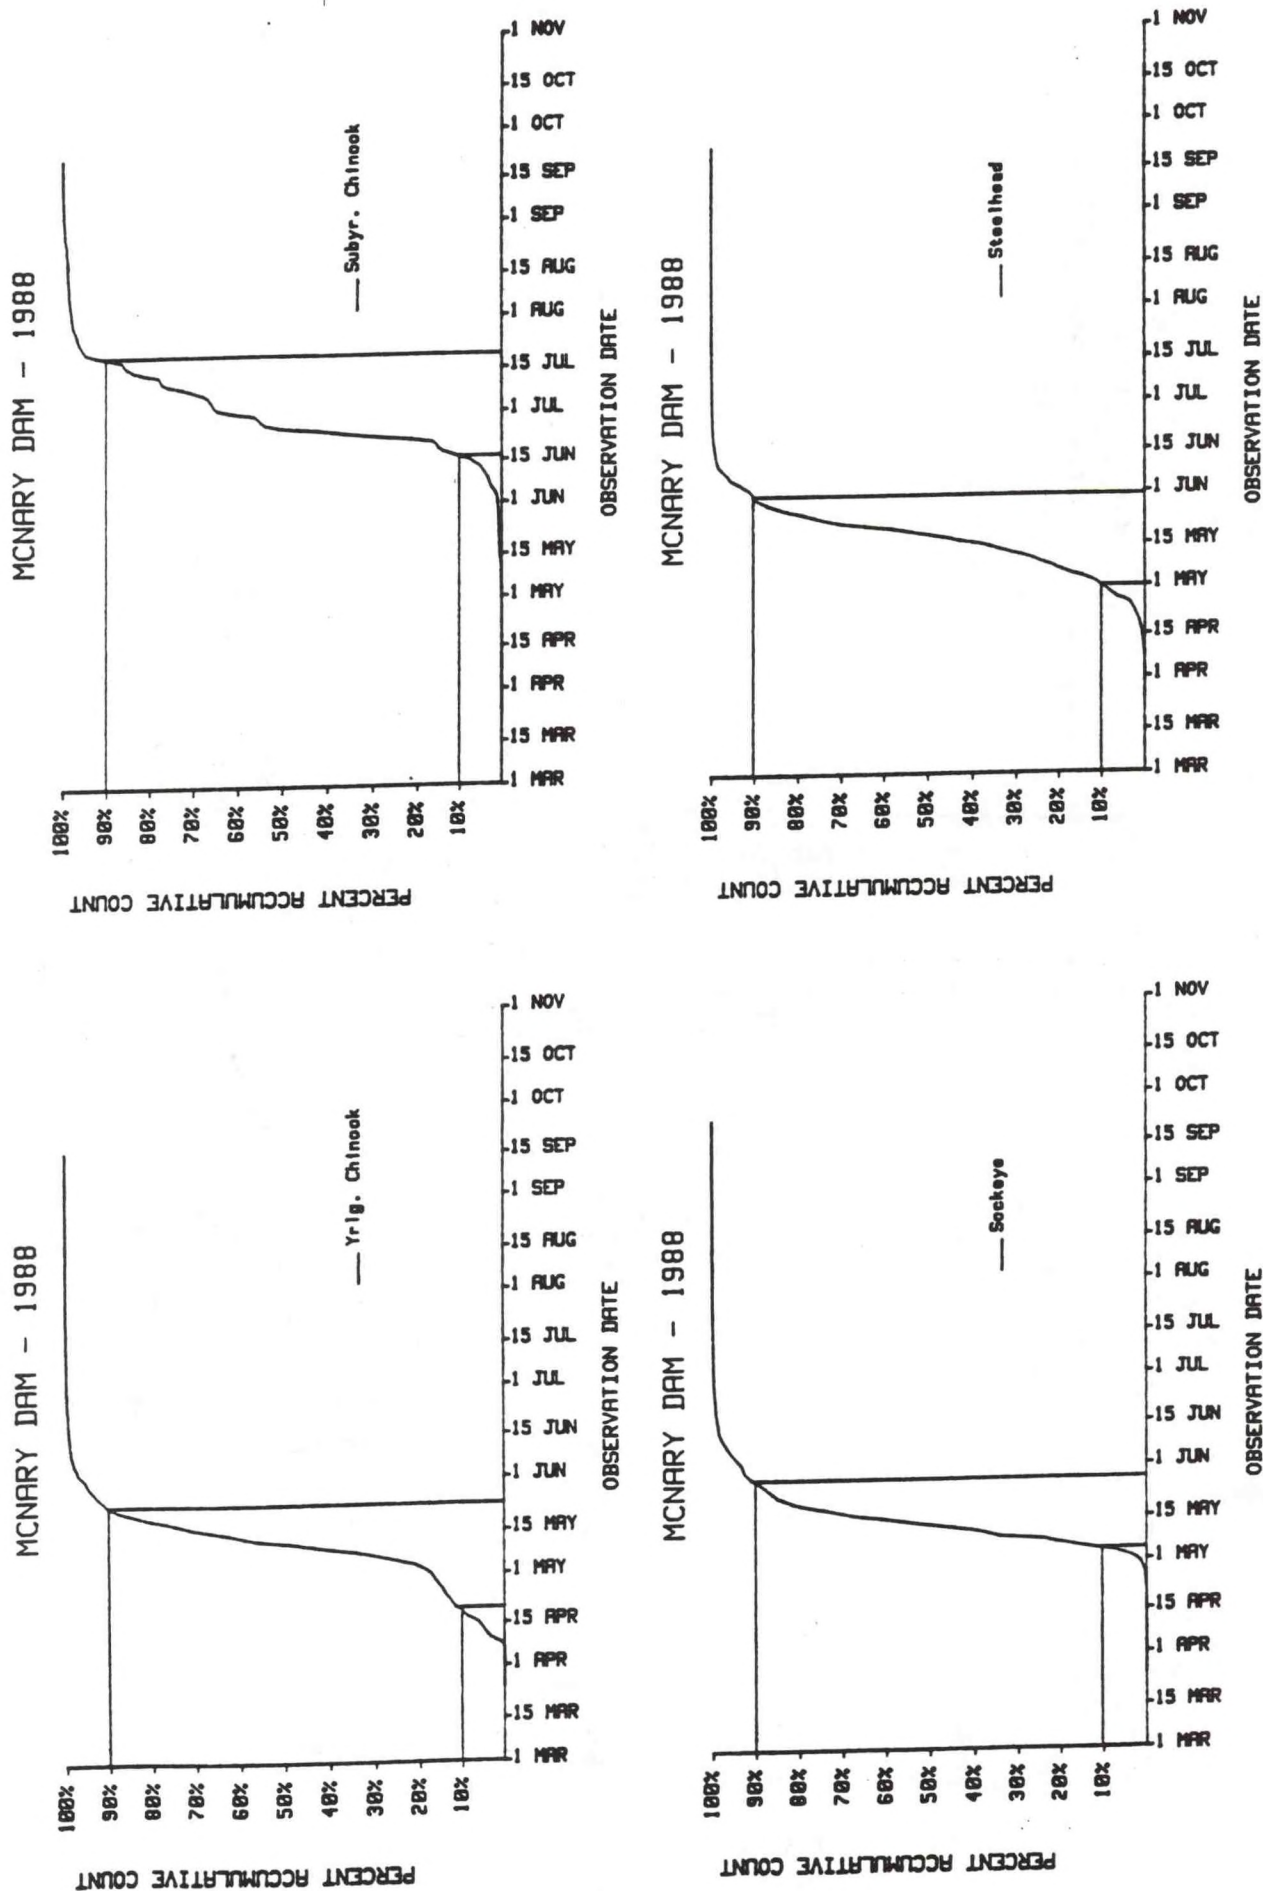 MCNARY DAM - 1988
PERCENT ACCUMULATIVE COUNT
100%
90%
80%
70%
60%
50%
40%
30%
20%
10%
1 MAR
15 MAR
1 APR
15 APR
1 MAY
15 MAY
1 JUN
15 JUN
1 JUL
15 JUL
1 AUG
15 AUG
1 SEP
15 SEP
1 OCT
15 OCT
1 NOV
OBSERVATION DATE
Yrlg. Chinook
MCNARY DAM - 1988
PERCENT ACCUMULATIVE COUNT
100%
90%
80%
70%
60%
50%
40%
30%
20%
10%
1 MAR
15 MAR
1 APR
15 APR
1 MAY
15 MAY
1 JUN
15 JUN
1 JUL
15 JUL
1 AUG
15 AUG
1 SEP
15 SEP
1 OCT
15 OCT
1 NOV
OBSERVATION DATE
Subyr. Chinook
MCNARY DAM - 1988
PERCENT ACCUMULATIVE COUNT
100%
90%
80%
70%
60%
50%
40%
30%
20%
10%
1 MAR
15 MAR
1 APR
15 APR
1 MAY
15 MAY
1 JUN
15 JUN
1 JUL
15 JUL
1 AUG
15 AUG
1 SEP
15 SEP
1 OCT
15 OCT
1 NOV
OBSERVATION DATE
Sockeye
MCNARY DAM - 1988
PERCENT ACCUMULATIVE COUNT
100%
90%
80%
70%
60%
50%
40%
30%
20%
10%
1 MAR
15 MAR
1 APR
15 APR
1 MAY
15 MAY
1 JUN
15 JUN
1 JUL
15 JUL
1 AUG
15 AUG
1 SEP
15 SEP
1 OCT
15 OCT
1 NOV
OBSERVATION DATE
Steelhead